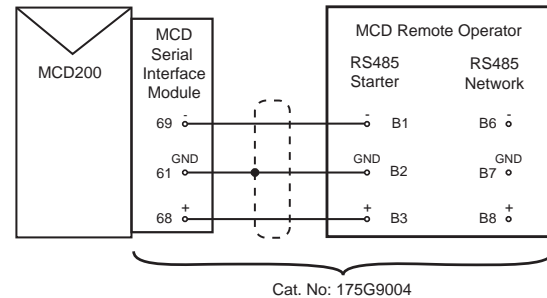 MCD200
MCD
Serial
Interface
Module
MCD Remote Operator
RS485
Starter
RS485
Network
69 -
- B1
B6 -
61 GND
GND B2
B7 GND
68 +
+ B3
B8 +
Cat. No: 175G9004